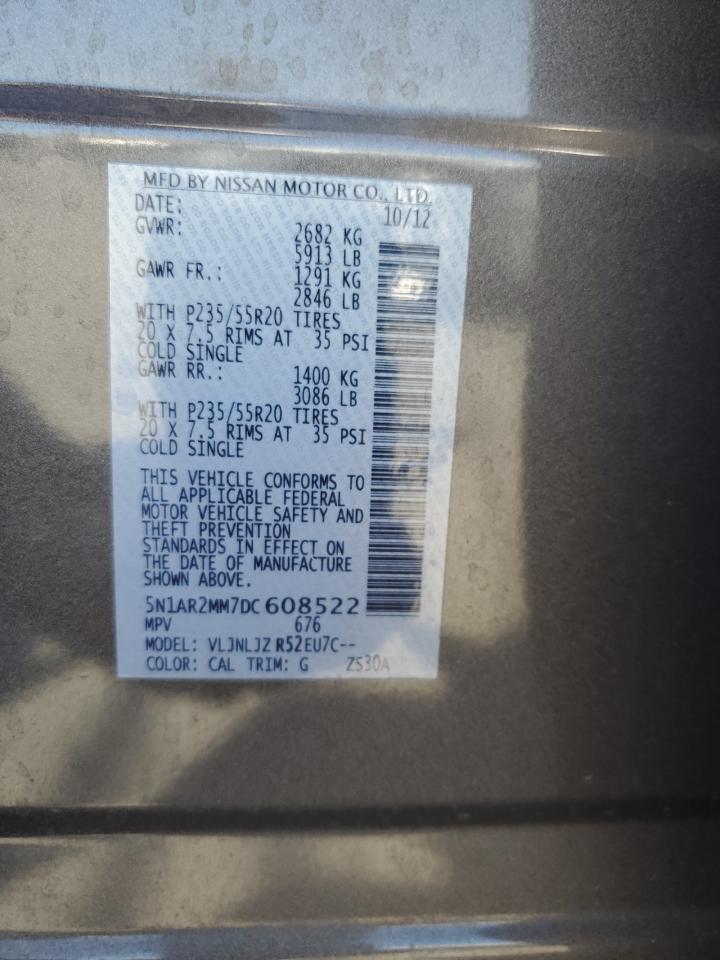 MFD BY NISSAN MOTOR CO., LTD.
DATE: 10/12
GVWR: 2682 KG
5913 LB
GAWR FR.: 1291 KG
2846 LB
WITH P235/55R20 TIRES
20 X 7.5 RIMS AT 35 PSI
COLD SINGLE
GAWR RR.: 1400 KG
3086 LB
WITH P235/55R20 TIRES
20 X 7.5 RIMS AT 35 PSI
COLD SINGLE
THIS VEHICLE CONFORMS TO
ALL APPLICABLE FEDERAL
MOTOR VEHICLE SAFETY AND
THEFT PREVENTION
STANDARDS IN EFFECT ON
THE DATE OF MANUFACTURE
SHOWN ABOVE.
5N1AR2MM7DC608522
MPV 676
MODEL: VLJNLJZ R52EU7C--
COLOR: CAL TRIM: G ZS30A